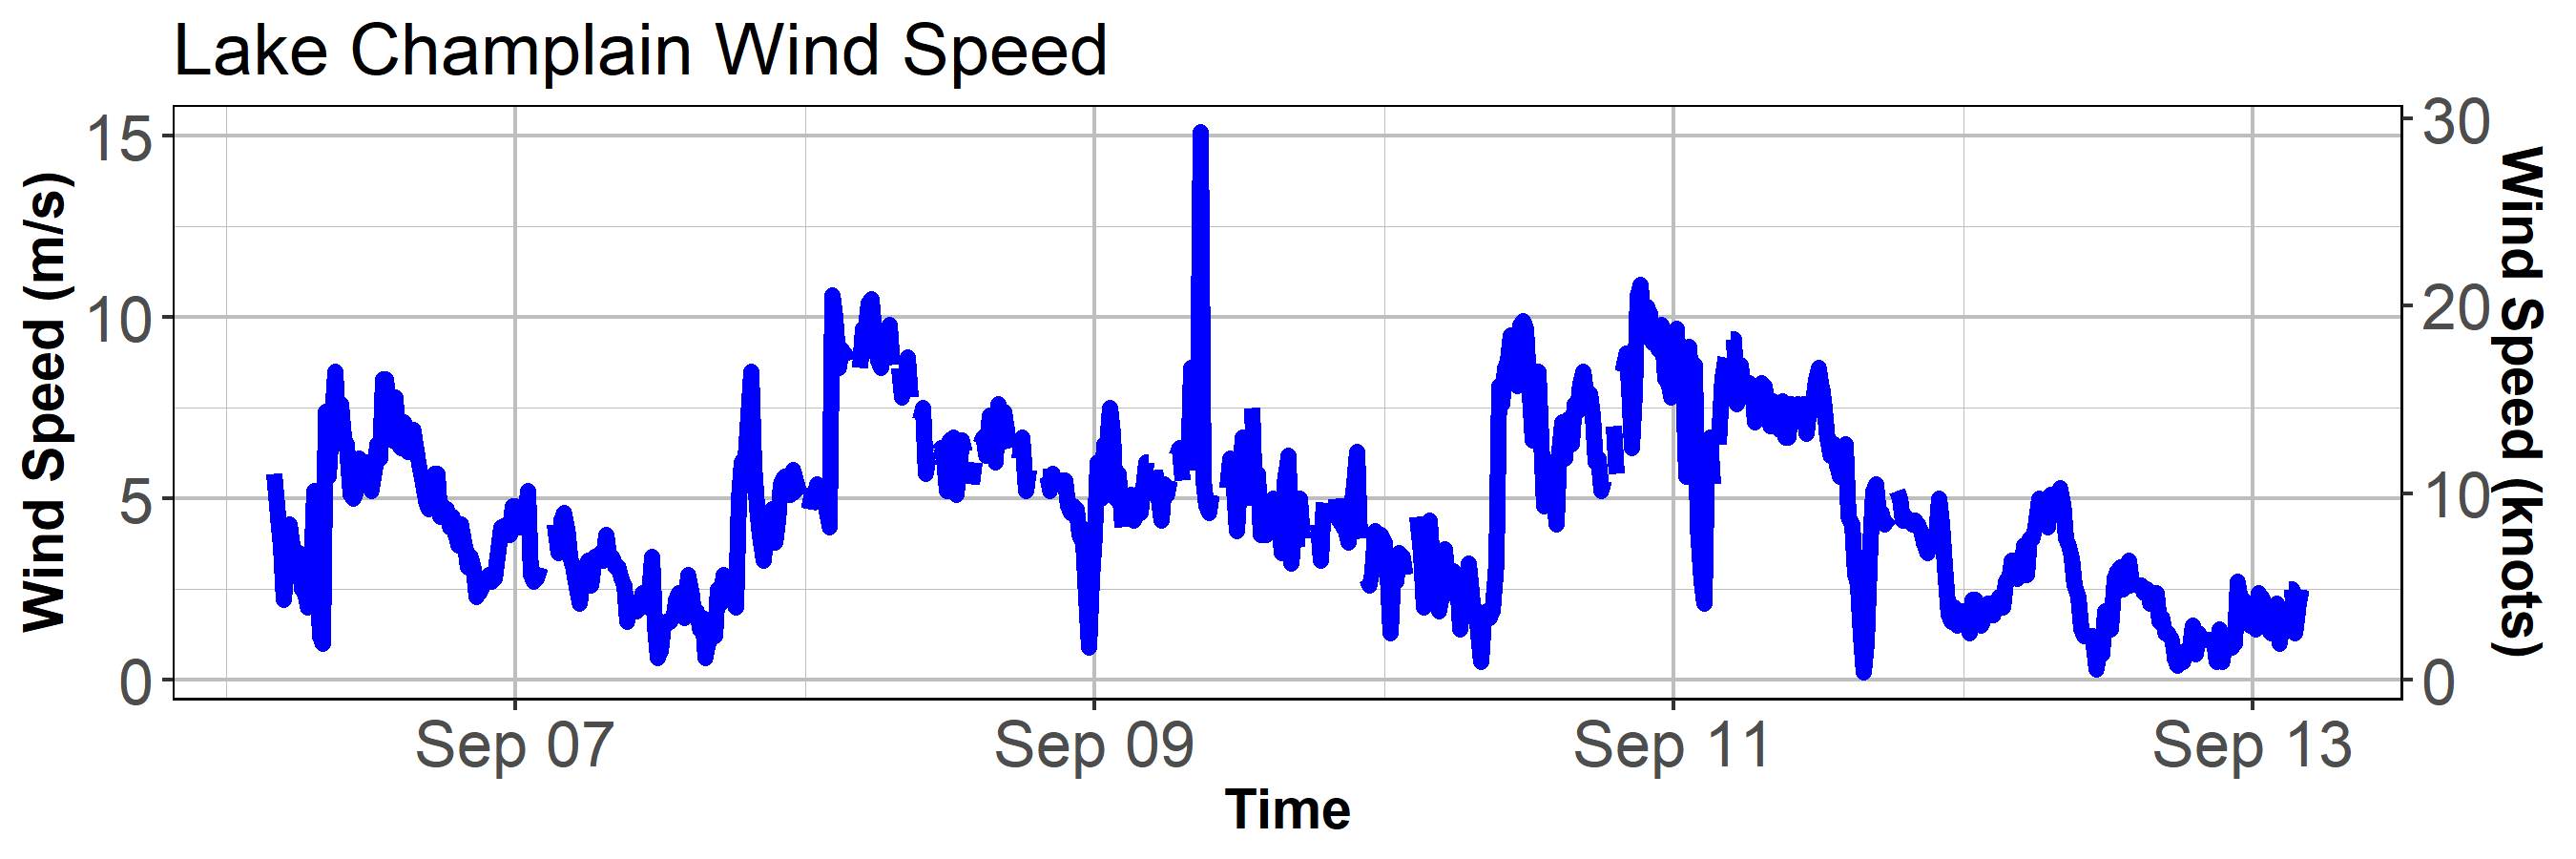 Lake Champlain Wind Speed
Wind Speed (m/s)
15
10
5
0
30
20
10
0
Wind Speed (knots)
Sep 07
Sep 09
Sep 11
Sep 13
Time